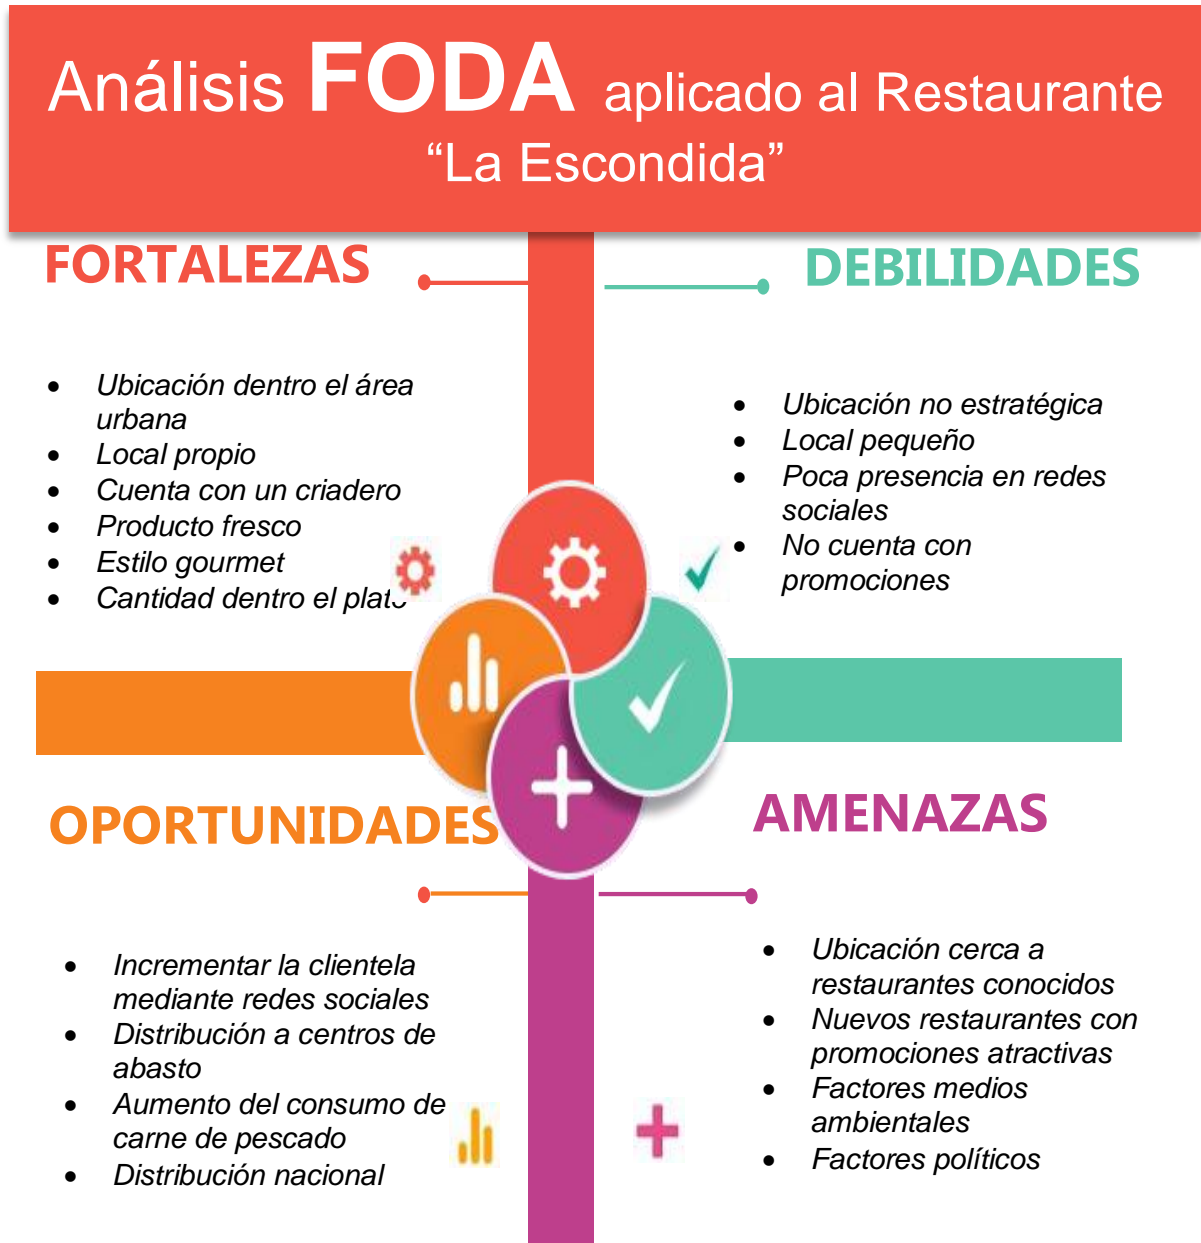 Análisis FODA aplicado al Restaurante
“La Escondida”
FORTALEZAS
• Ubicación dentro el área
urbana
• Local propio
• Cuenta con un criadero
• Producto fresco
• Estilo gourmet
• Cantidad dentro el plato
DEBILIDADES
• Ubicación no estratégica
• Local pequeño
• Poca presencia en redes
sociales
• No cuenta con
promociones
OPORTUNIDADES
• Incrementar la clientela
mediante redes sociales
• Distribución a centros de
abasto
• Aumento del consumo de
carne de pescado
• Distribución nacional
AMENAZAS
• Ubicación cerca a
restaurantes conocidos
• Nuevos restaurantes con
promociones atractivas
• Factores medios
ambientales
• Factores políticos